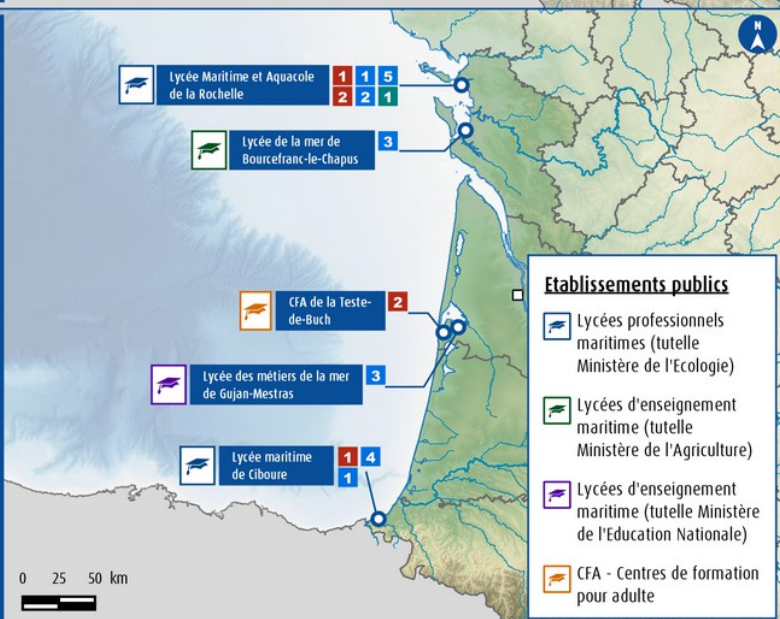 N
Lycée Maritime et Aquacole
de la Rochelle
1 1 5
2 2 1
Lycée de la mer de
Bourcefranc-le-Chapus
3
CFA de la Teste-
de-Buch
2
Lycée des métiers de la mer
de Gujan-Mestras
3
Lycée maritime
de Ciboure
1 4
1
0 25 50 km
Etablissements publics
Lycées professionnels
maritimes (tutelle
Ministère de l'Ecologie)
Lycées d'enseignement
maritime (tutelle
Ministère de l'Agriculture)
Lycées d'enseignement
maritime (tutelle Ministère
de l'Education Nationale)
CFA - Centres de formation
pour adulte